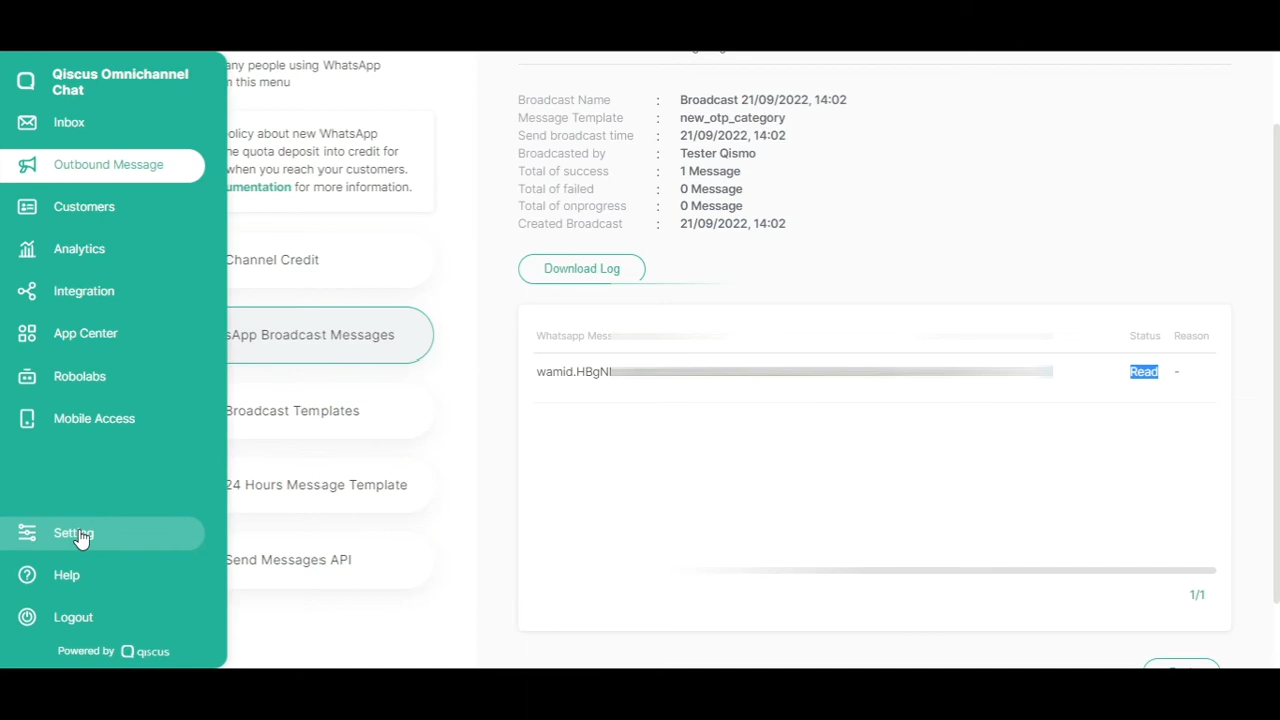 Qiscus Omnichannel
Chat
Inbox
Outbound Message
Customers
Analytics
Integration
App Center
Robolabs
Mobile Access
Setting
Help
Logout
Powered by qiscus
any people using WhatsApp
this menu
olicy about new WhatsApp
he quota deposit into credit for
when you reach your customers.
umentation for more information.
Channel Credit
sApp Broadcast Messages
Broadcast Templates
24 Hours Message Template
Send Messages API
Broadcast Name : Broadcast 21/09/2022, 14:02
Message Template : new_otp_category
Send broadcast time : 21/09/2022, 14:02
Broadcasted by : Tester Qismo
Total of success : 1 Message
Total of failed : 0 Message
Total of onprogress : 0 Message
Created Broadcast : 21/09/2022, 14:02
Download Log
Whatsapp Mess Status Reason
wamid.HBgN Read -
1/1